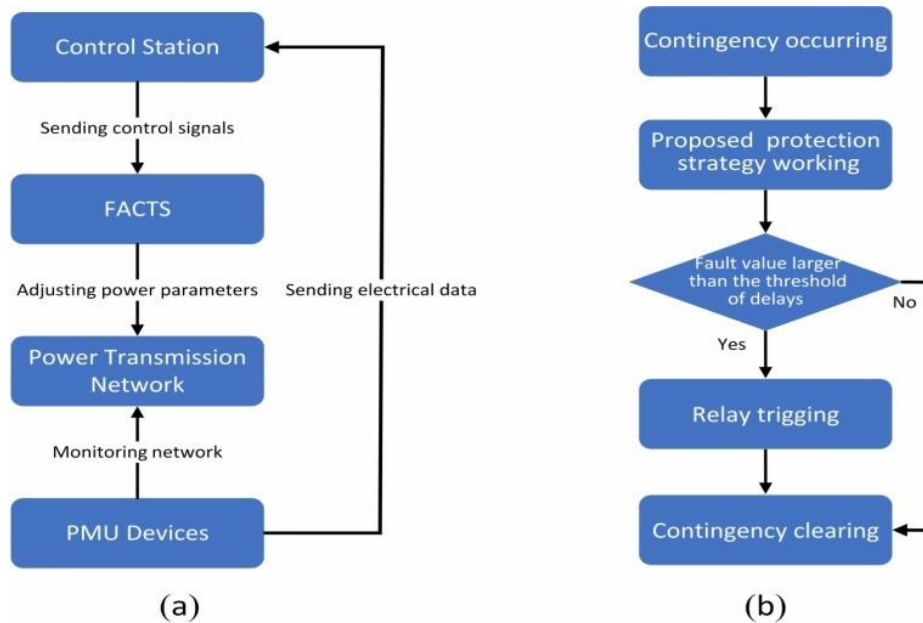 Control Station
Sending control signals
FACTS
Adjusting power parameters
Sending electrical data
Power Transmission
Network
Monitoring network
PMU Devices
(a)
Contingency occurring
Proposed protection
strategy working
Fault value larger
than the threshold
of delays
No
Yes
Relay trigging
Contingency clearing
(b)